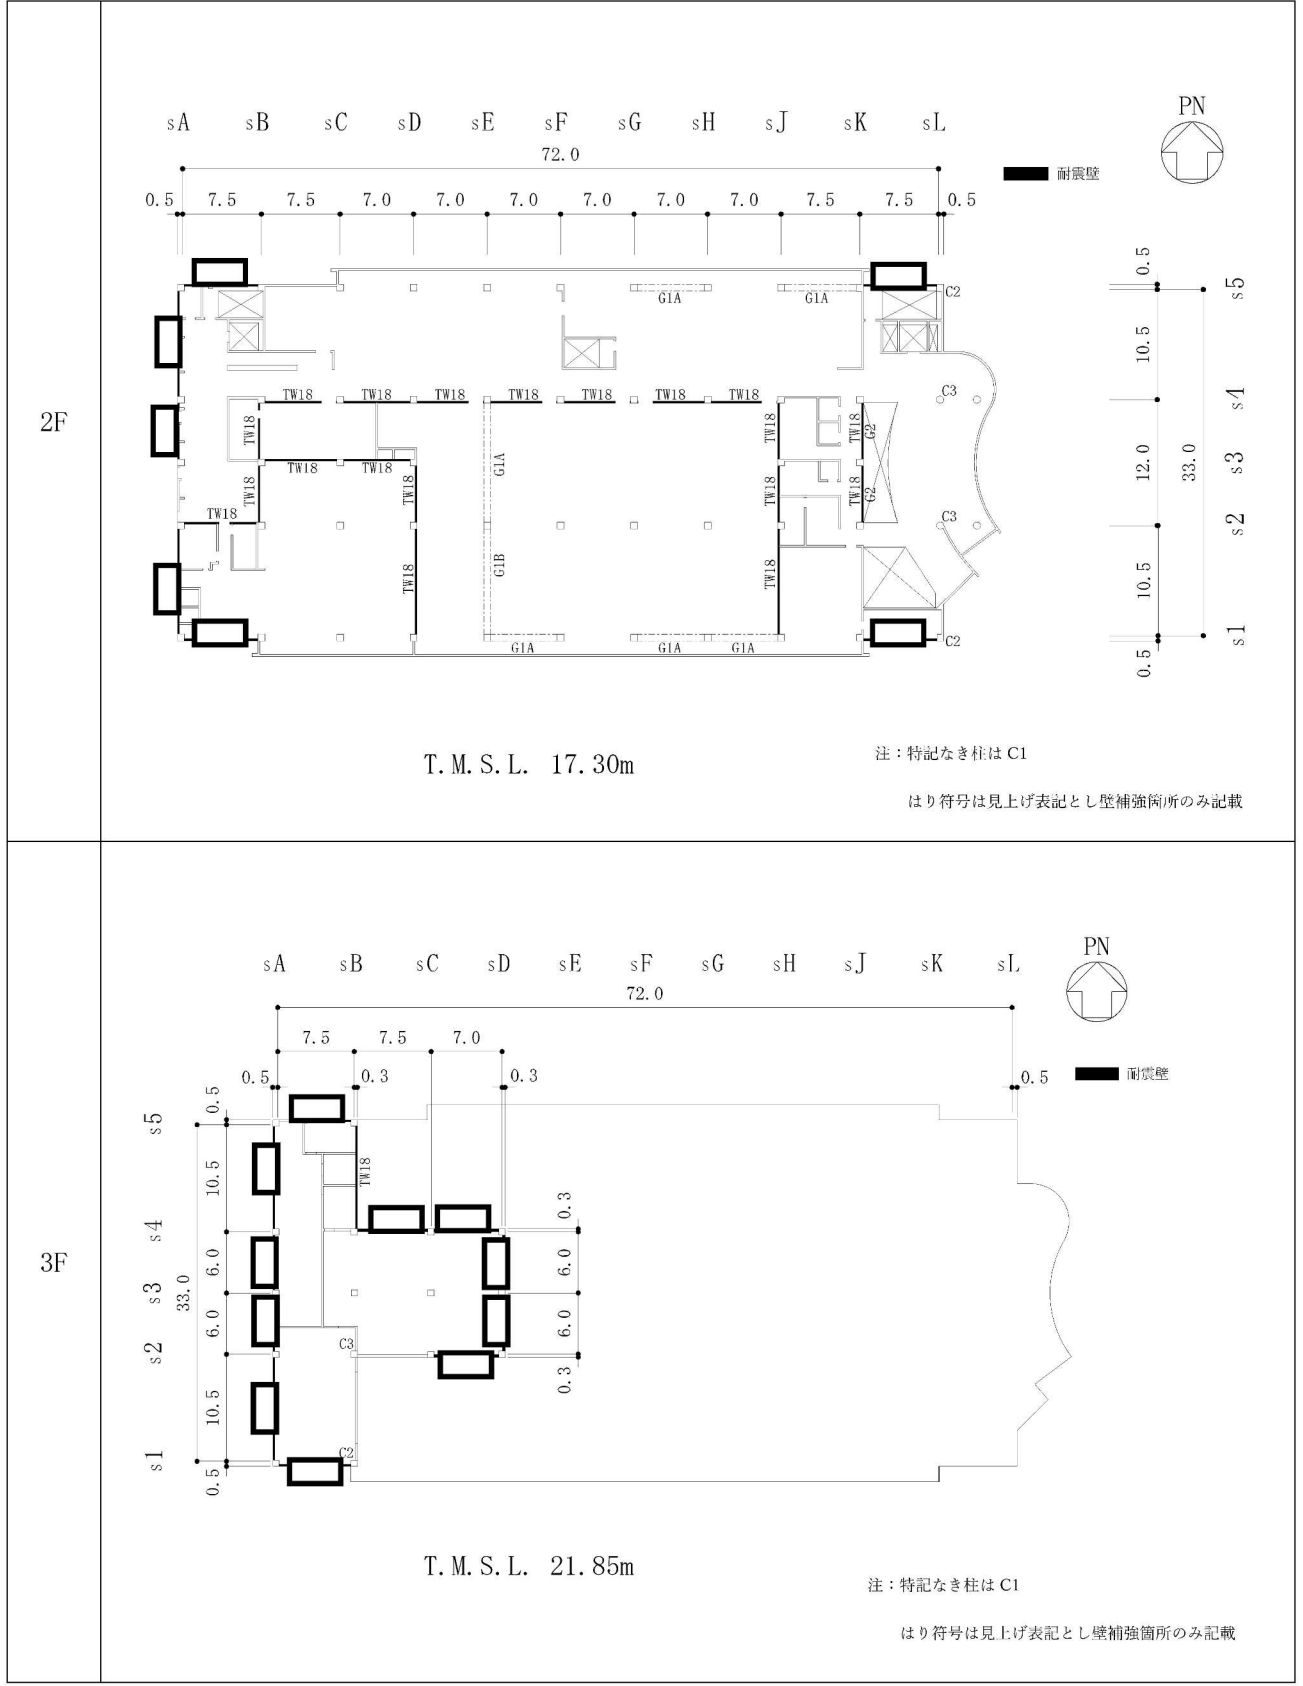 2F
sA sB sC sD sE sF sG sH sJ sK sL
PN
72.0
耐震壁
0.5 7.5 7.5 7.0 7.0 7.0 7.0 7.0 7.0 7.5 7.5 0.5
G1A G1A C2
0.5
s5
10.5
TW18 TW18 TW18 TW18 TW18 TW18 TW18
C3
s4
TW18 TW18 TW18 G2
G1A
TW18 TW18
12.0 33.0
s3
TW18 TW18 TW18 TW18 G2
TW18
C3
s2
G1B
TW18 TW18
10.5
G1A G1A G1A C2
s1
0.5
T.M.S.L. 17.30m
注：特記なき柱は C1
はり符号は見上げ表記とし壁補強箇所のみ記載
3F
sA sB sC sD sE sF sG sH sJ sK sL
PN
72.0
7.5 7.5 7.0
0.5 0.3 0.3 0.5
耐震壁
0.5
s5
10.5
TW18
0.3
s4
6.0 6.0
s3
33.0
6.0 6.0
s2
C3
0.3
10.5
C2
s1
0.5
T.M.S.L. 21.85m
注：特記なき柱は C1
はり符号は見上げ表記とし壁補強箇所のみ記載